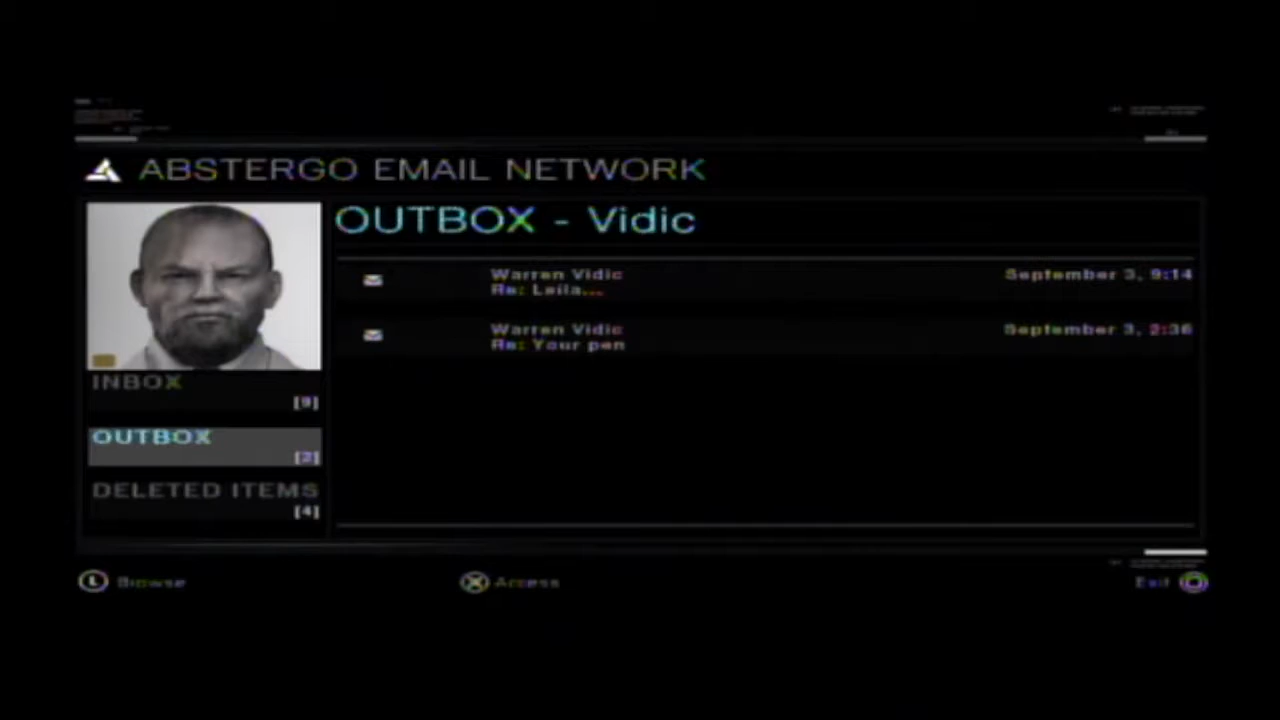 ABSTERGO EMAIL NETWORK
OUTBOX - Vidic
Warren Vidic
September 3, 9:14
Re: Leila...
Warren Vidic
September 3, 2:36
Re: Your pen
INBOX
[9]
OUTBOX
[2]
DELETED ITEMS
[4]
L Browse
Access
Exit